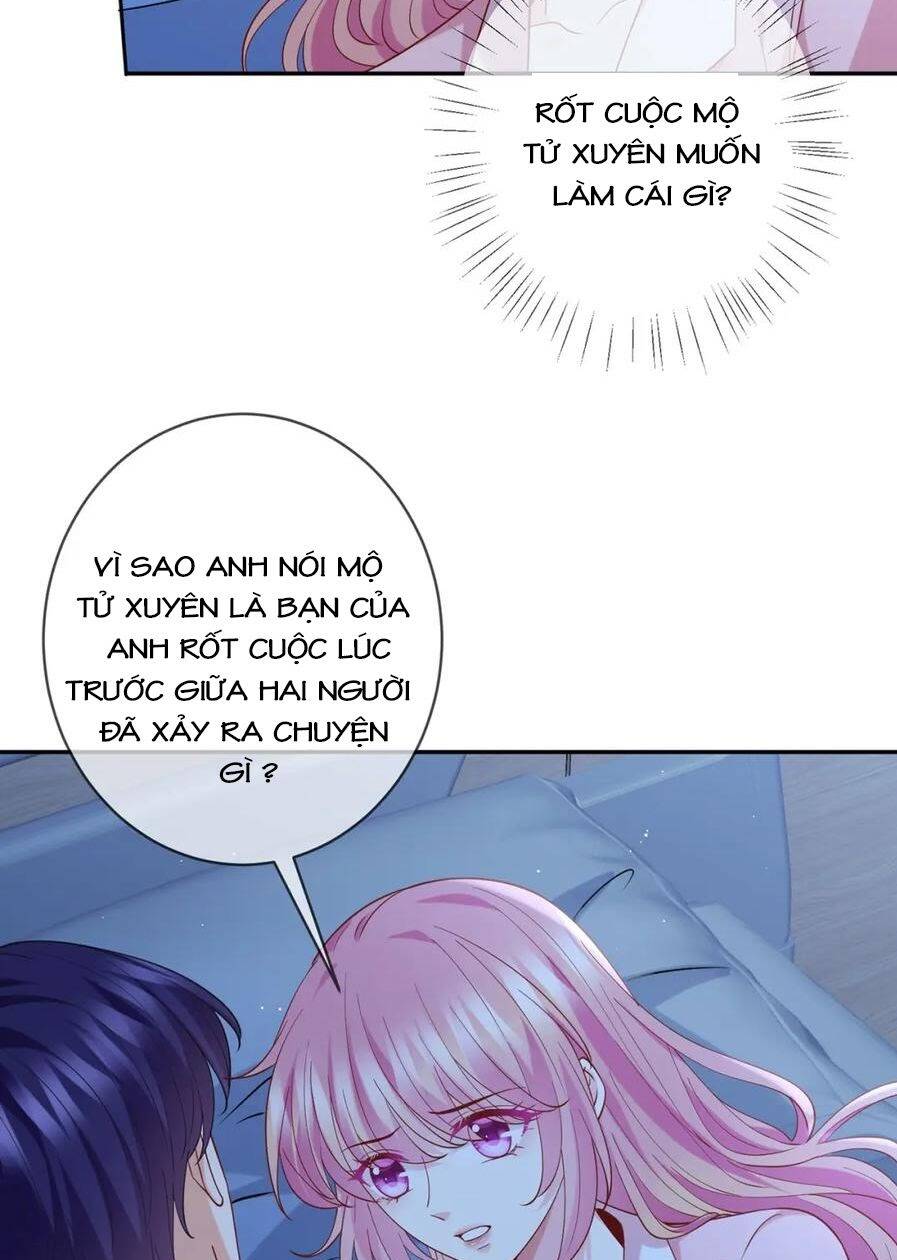 RỐT CUỘC MỘ
TỬ XUYÊN MUỐN
LÀM CÁI GÌ?
VÌ SAO ANH NÓI MỘ
TỬ XUYÊN LÀ BẠN CỦA
ANH RỐT CUỘC LÚC
TRƯỚC GIỮA HAI NGƯỜI
ĐÃ XẢY RA CHUYỆN
GÌ ?